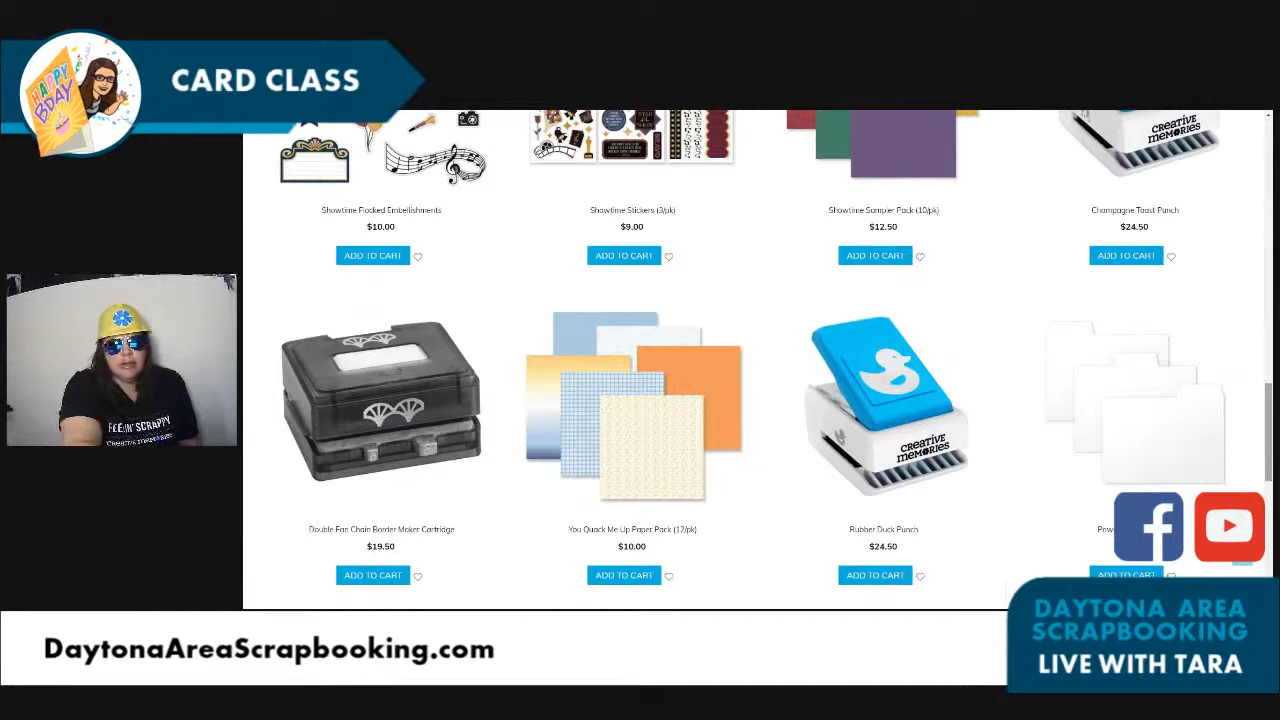 HAPPY
BDAY
CARD CLASS
STAR
OF THE
SHOW
CREATIVE
MEMORIES
Showtime Flocked Embellishments
$10.00
ADD TO CART
Showtime Stickers (3/pk)
$9.00
ADD TO CART
Showtime Sampler Pack (10/pk)
$12.50
ADD TO CART
Champagne Toast Punch
$24.50
ADD TO CART
FEELIN' SCRAPPY
CREATIVE MEMORIES
CREATIVE
MEMORIES
Double Fan Chain Border Maker Cartridge
$19.50
ADD TO CART
You Quack Me Up Paper Pack (12/pk)
$10.00
ADD TO CART
Rubber Duck Punch
$24.50
ADD TO CART
ADD TO CART
DaytonaAreaScrapbooking.com
DAYTONA AREA
SCRAPBOOKING
LIVE WITH TARA